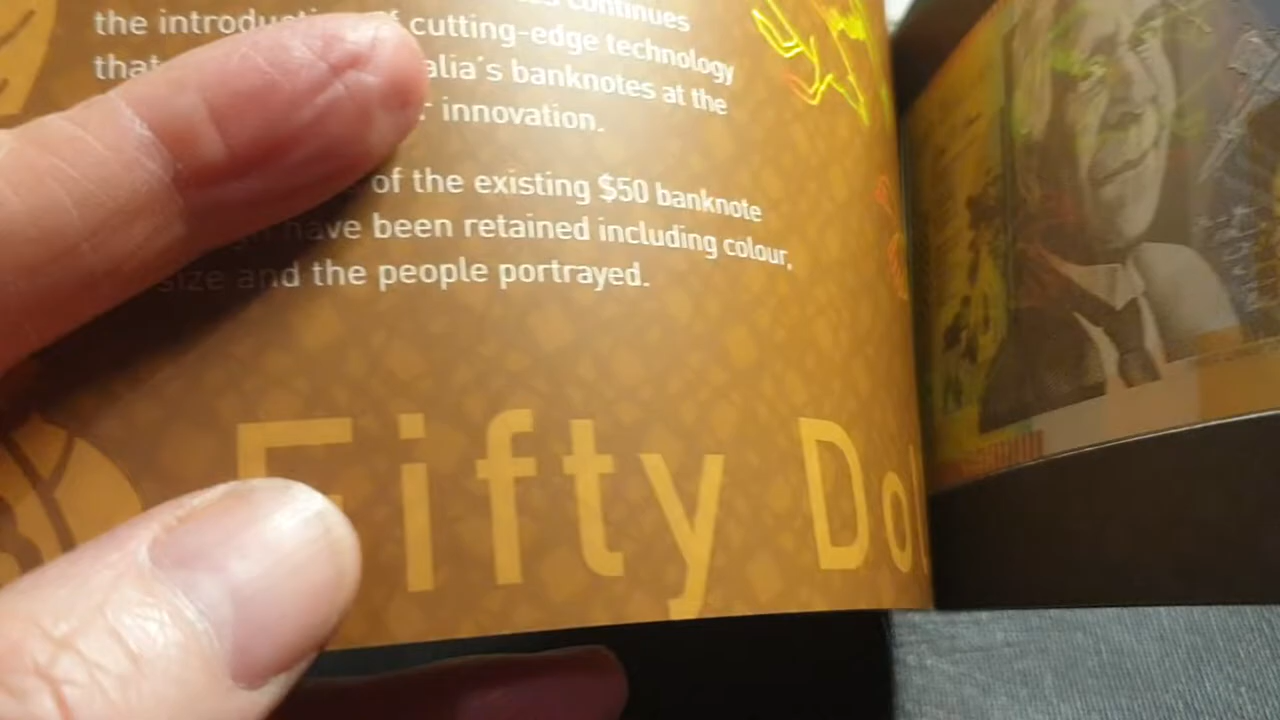 continues
the introduction of cutting-edge technology
that alia's banknotes at the
innovation.
of the existing $50 banknote
have been retained including colour,
size and the people portrayed.
Fifty Dol